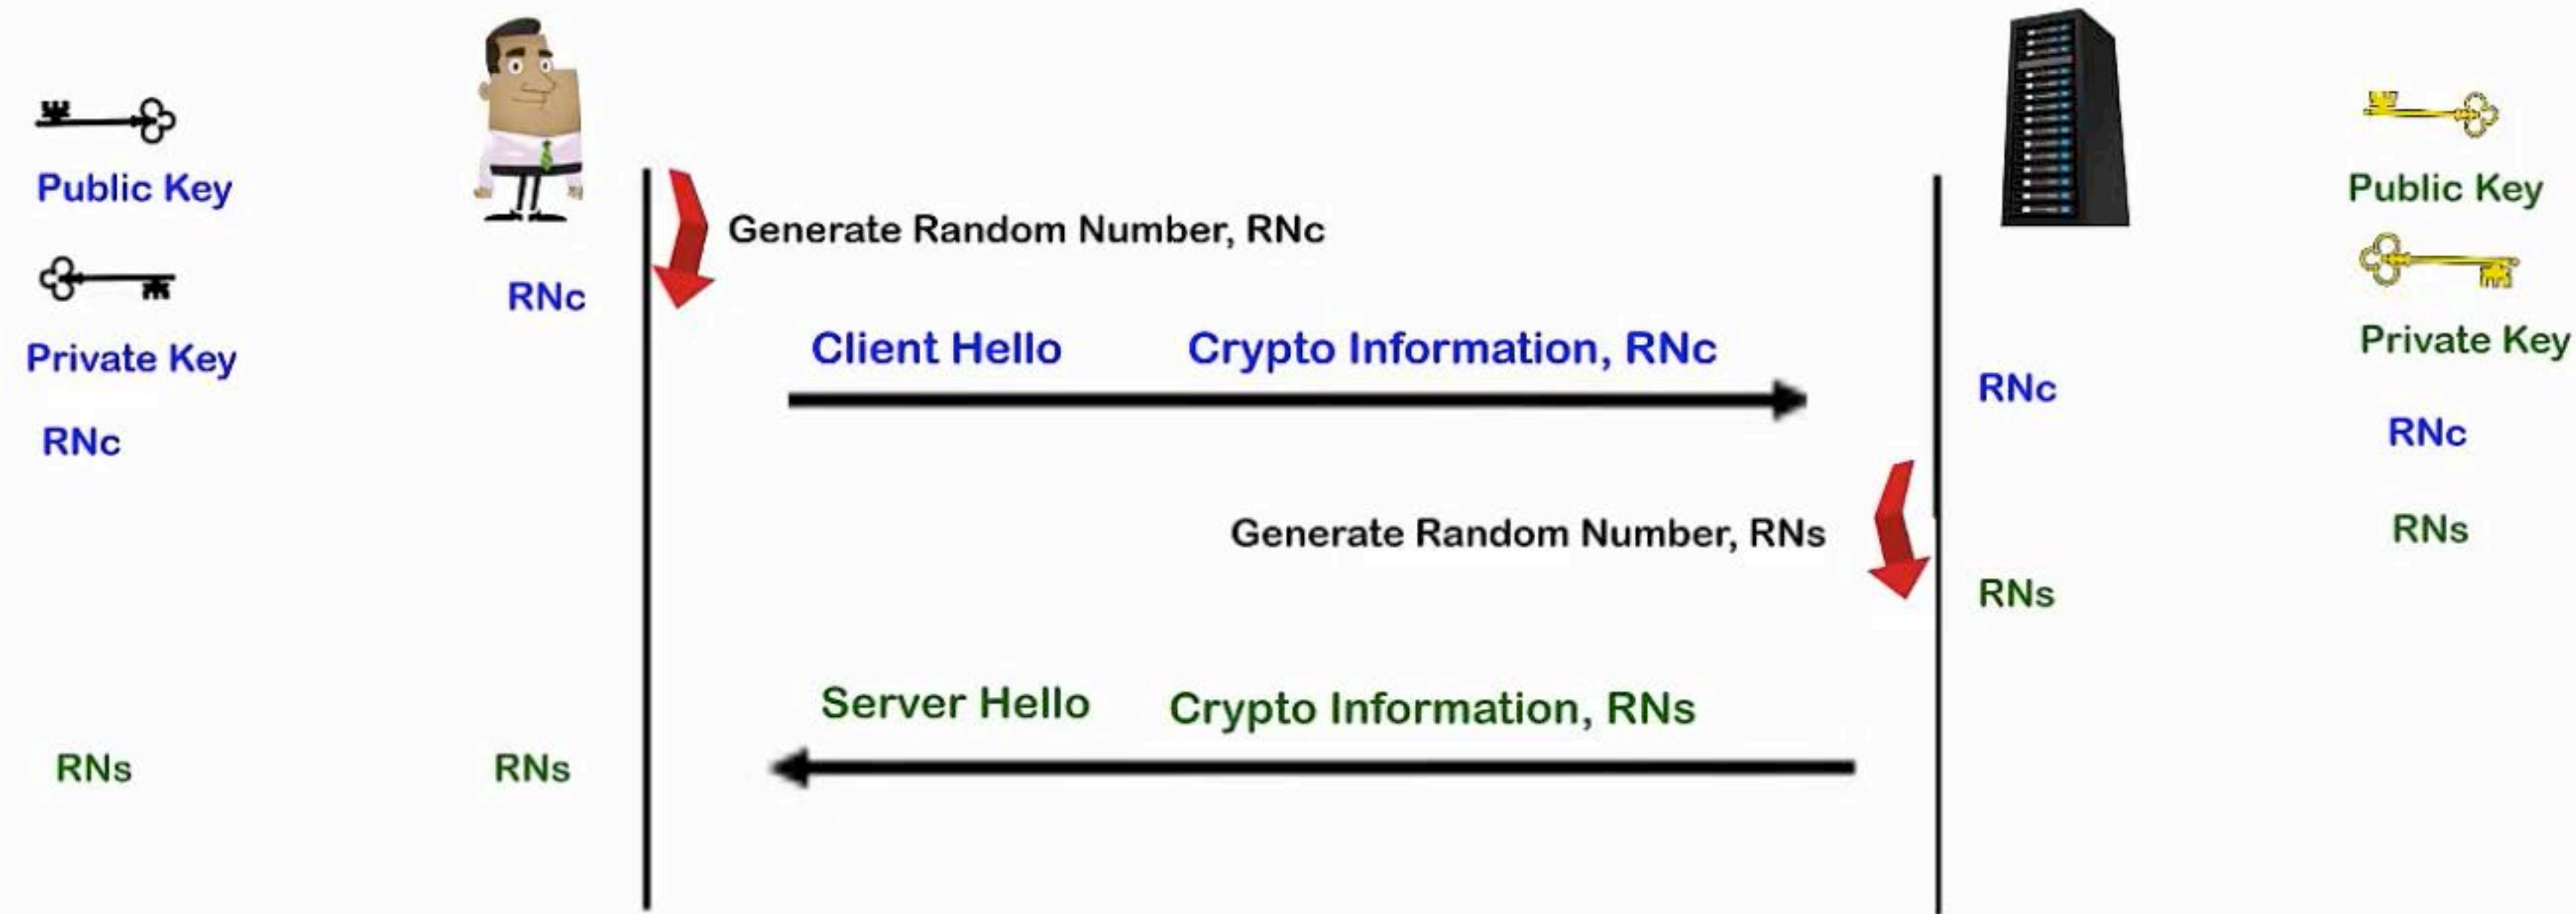 Public Key
Public Key
Generate Random Number, RNc
RNc
Private Key
Client Hello
Crypto Information, RNc
Private Key
RNc
RNc
RNc
Generate Random Number, RNs
RNs
RNs
Server Hello
Crypto Information, RNs
RNs
RNs